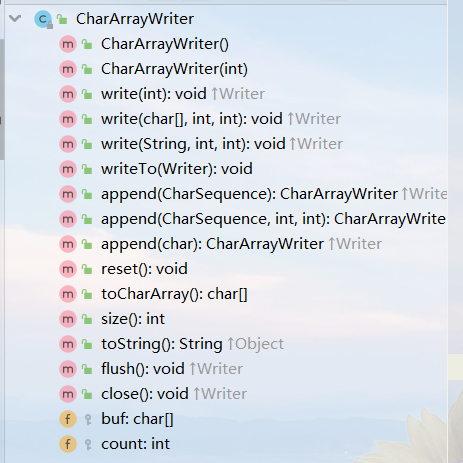 CharArrayWriter
CharArrayWriter()
CharArrayWriter(int)
write(int): void ↑Writer
write(char[], int, int): void ↑Writer
write(String, int, int): void ↑Writer
writeTo(Writer): void
append(CharSequence): CharArrayWriter ↑Write
append(CharSequence, int, int): CharArrayWrite
append(char): CharArrayWriter ↑Writer
reset(): void
toCharArray(): char[]
size(): int
toString(): String ↑Object
flush(): void ↑Writer
close(): void ↑Writer
buf: char[]
count: int